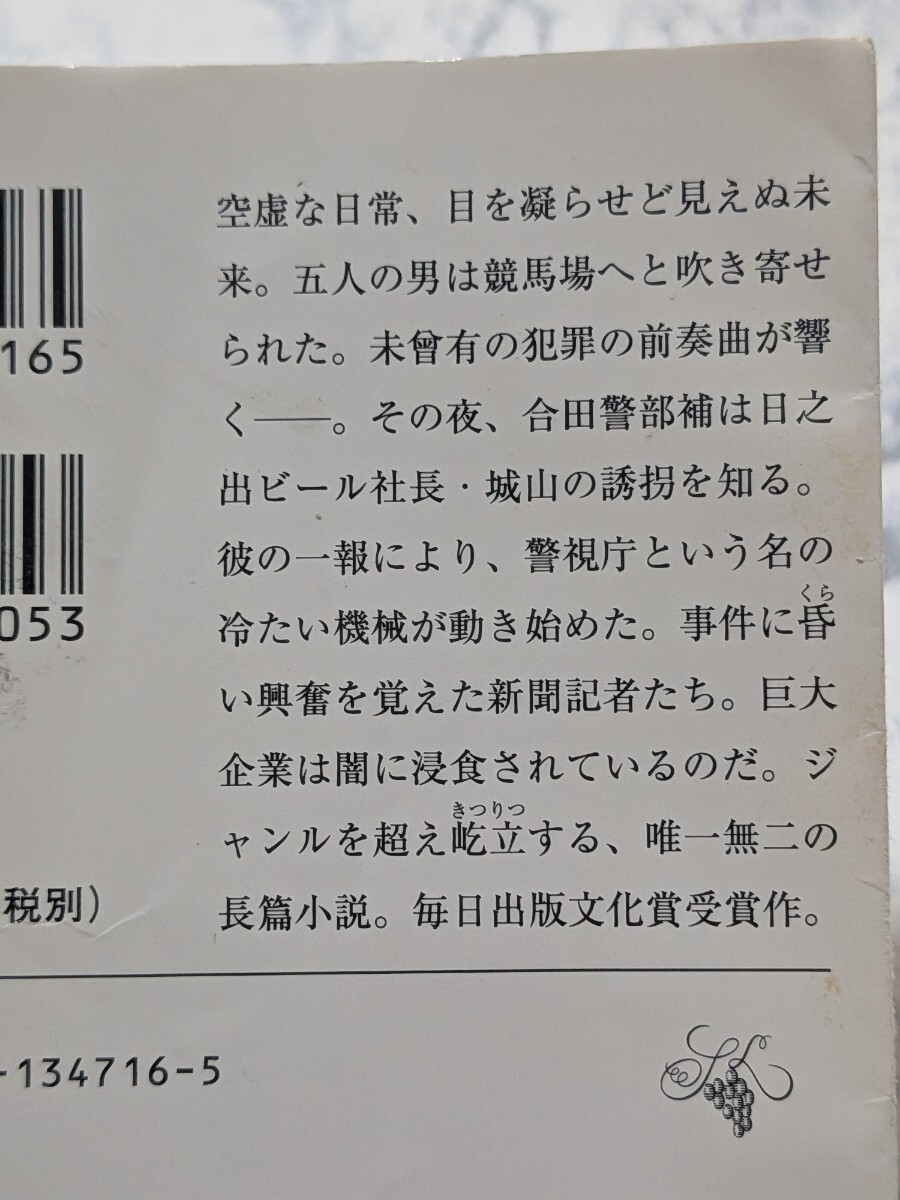 空虚な日常、目を凝らせど見えぬ未
来。五人の男は競馬場へと吹き寄せ
られた。未曾有の犯罪の前奏曲が響
く――。その夜、合田警部補は日之
出ビール社長・城山の誘拐を知る。
彼の一報により、警視庁という名の
くら
冷たい機械が動き始めた。事件に昏
い興奮を覚えた新聞記者たち。巨大
企業は闇に浸食されているのだ。ジ
きつりつ
ャンルを超え屹立する、唯一無二の
長篇小説。毎日出版文化賞受賞作。
165
053
税別)
-134716-5